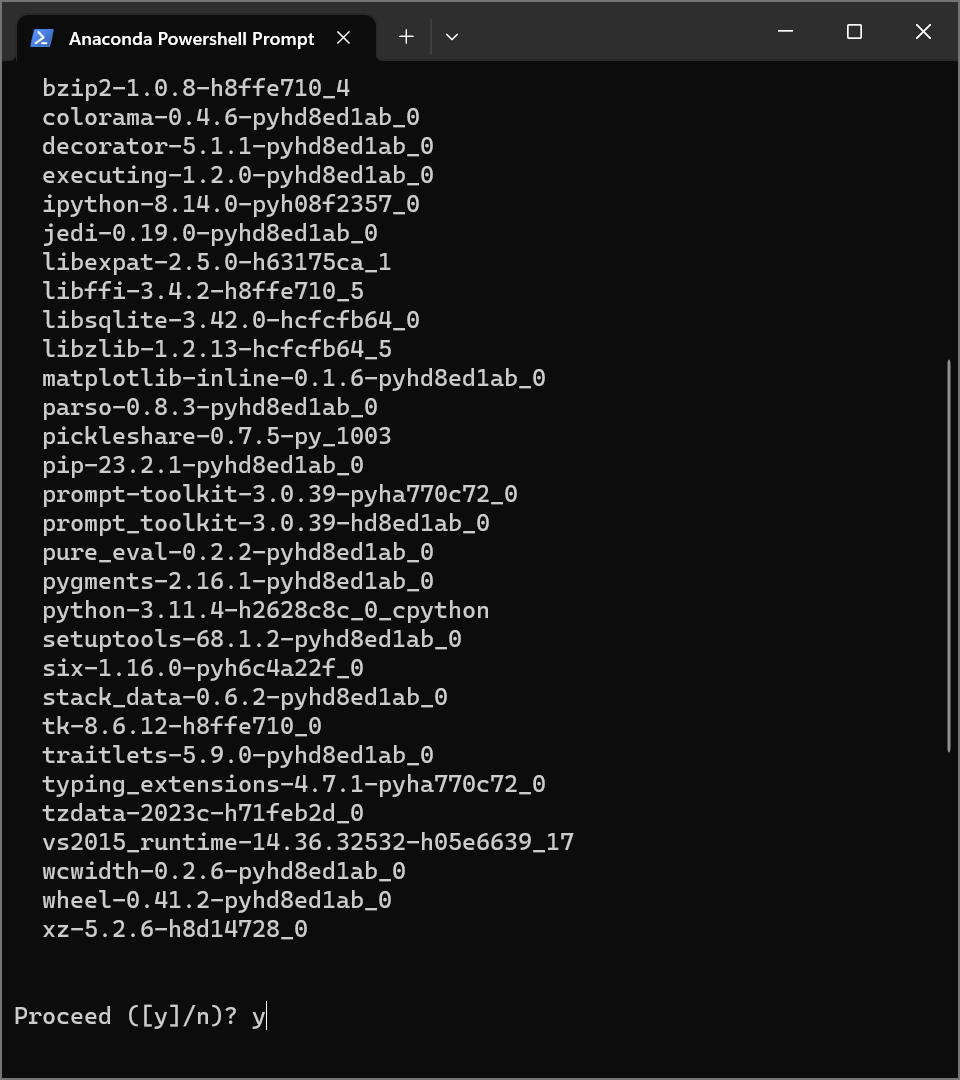 Anaconda Powershell Prompt
bzip2-1.0.8-h8ffe710_4
colorama-0.4.6-pyhd8ed1ab_0
decorator-5.1.1-pyhd8ed1ab_0
executing-1.2.0-pyhd8ed1ab_0
ipython-8.14.0-pyh08f2357_0
jedi-0.19.0-pyhd8ed1ab_0
libexpat-2.5.0-h63175ca_1
libffi-3.4.2-h8ffe710_5
libsqlite-3.42.0-hcfcfb64_0
libzlib-1.2.13-hcfcfb64_5
matplotlib-inline-0.1.6-pyhd8ed1ab_0
parso-0.8.3-pyhd8ed1ab_0
pickleshare-0.7.5-py_1003
pip-23.2.1-pyhd8ed1ab_0
prompt-toolkit-3.0.39-pyha770c72_0
prompt_toolkit-3.0.39-hd8ed1ab_0
pure_eval-0.2.2-pyhd8ed1ab_0
pygments-2.16.1-pyhd8ed1ab_0
python-3.11.4-h2628c8c_0_cpython
setuptools-68.1.2-pyhd8ed1ab_0
six-1.16.0-pyh6c4a22f_0
stack_data-0.6.2-pyhd8ed1ab_0
tk-8.6.12-h8ffe710_0
traitlets-5.9.0-pyhd8ed1ab_0
typing_extensions-4.7.1-pyha770c72_0
tzdata-2023c-h71feb2d_0
vs2015_runtime-14.36.32532-h05e6639_17
wcwidth-0.2.6-pyhd8ed1ab_0
wheel-0.41.2-pyhd8ed1ab_0
xz-5.2.6-h8d14728_0
Proceed ([y]/n)? y